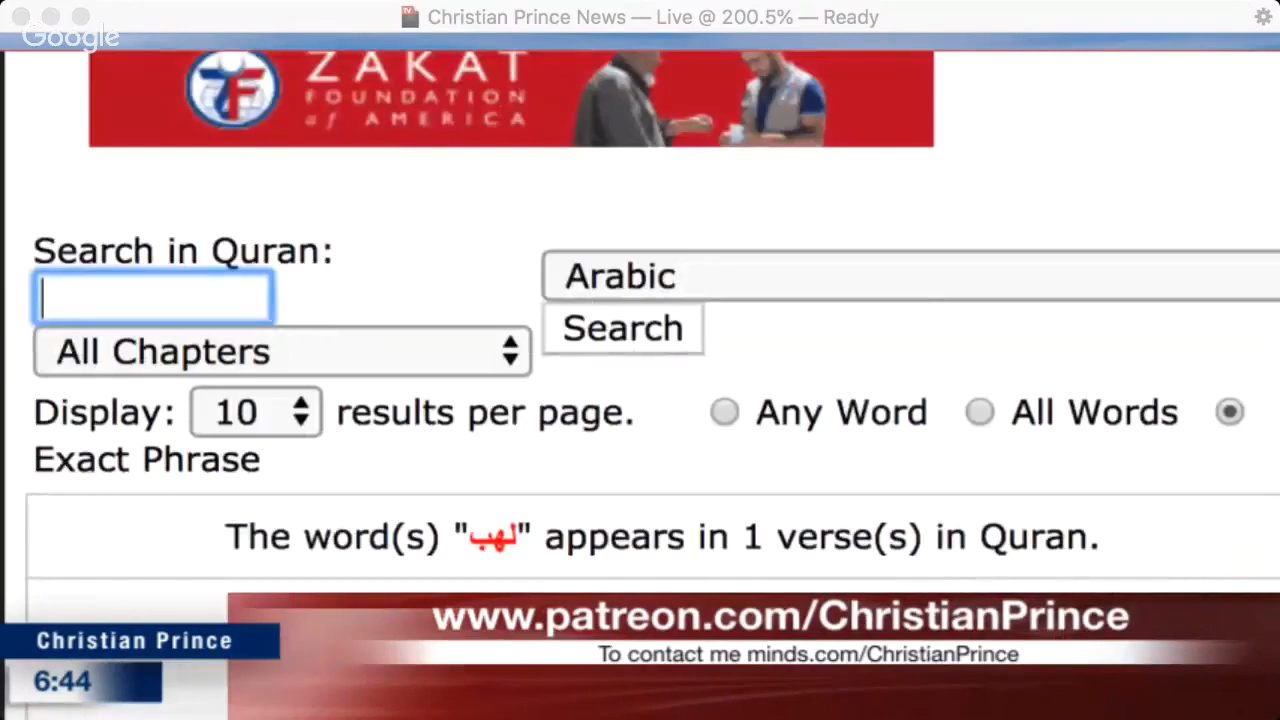 Christian Prince News — Live @ 200.5% — Ready
Google
ZAKAT
FOUNDATION
of AMERICA
Search in Quran:
Arabic
Search
All Chapters
Display: 10 results per page. Any Word All Words
Exact Phrase
The word(s) "لهب" appears in 1 verse(s) in Quran.
www.patreon.com/ChristianPrince
To contact me minds.com/ChristianPrince
Christian Prince
6:44